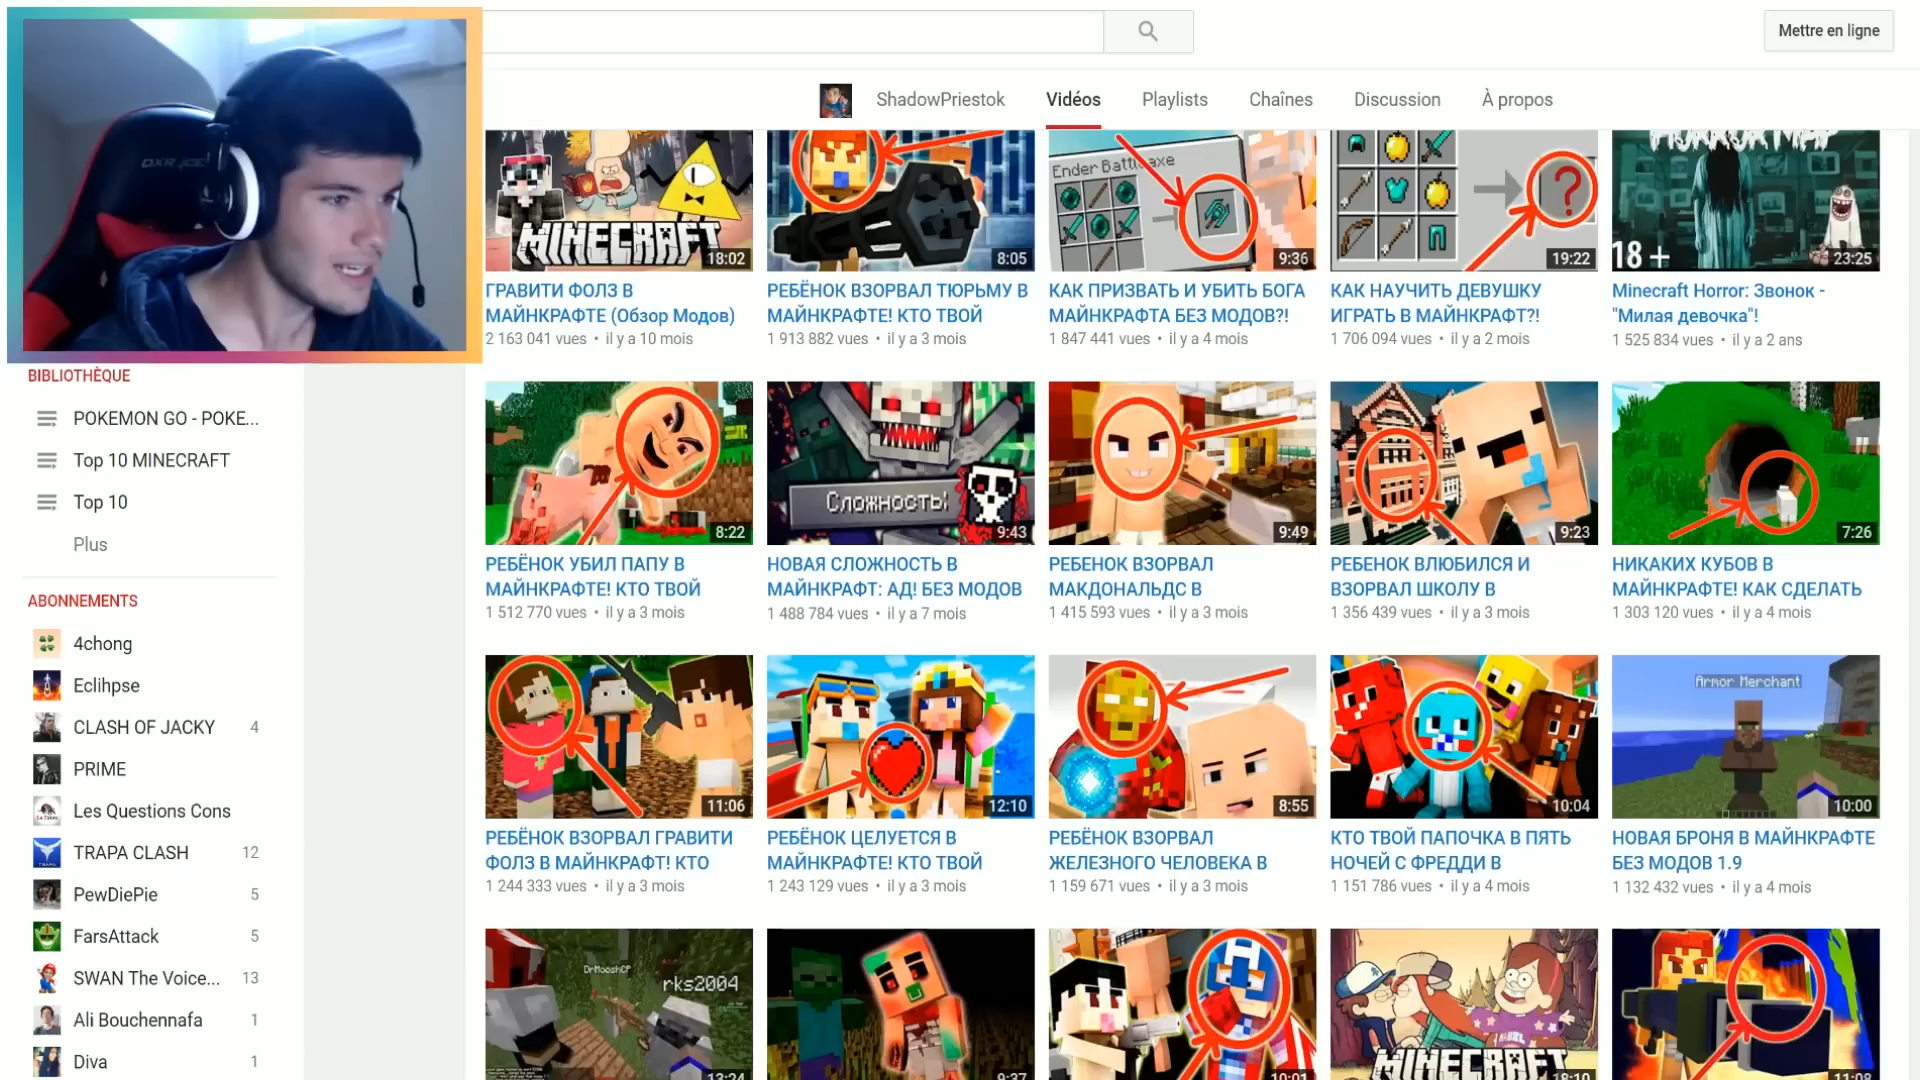 Mettre en ligne
ShadowPriestok
Vidéos
Playlists
Chaînes
Discussion
À propos
DXRACER
MINECRAFT
18:02
8:05
Ender Battleaxe
9:36
?
19:22
18+
23:25
ГРАВИТИ ФОЛЗ В
МАЙНКРАФТЕ (Обзор Модов)
2 163 041 vues • il y a 10 mois
РЕБЁНОК ВЗОРВАЛ ТЮРЬМУ В
МАЙНКРАФТЕ! КТО ТВОЙ
1 913 882 vues • il y a 3 mois
КАК ПРИЗВАТЬ И УБИТЬ БОГА
МАЙНКРАФТА БЕЗ МОДОВ?!
1 847 441 vues • il y a 4 mois
КАК НАУЧИТЬ ДЕВУШКУ
ИГРАТЬ В МАЙНКРАФТ?!
1 706 094 vues • il y a 2 mois
Minecraft Horror: Звонок -
"Милая девочка"!
1 525 834 vues • il y a 2 ans
BIBLIOTHÈQUE
POKEMON GO - POKE...
Top 10 MINECRAFT
Top 10
Plus
ABONNEMENTS
4chong
Eclihpse
CLASH OF JACKY 4
PRIME
Les Questions Cons
TRAPA CLASH 12
PewDiePie 5
FarsAttack 5
SWAN The Voice... 13
Ali Bouchennafa 1
Diva 1
8:22
Сложность!
9:43
9:49
9:23
7:26
РЕБЁНОК УБИЛ ПАПУ В
МАЙНКРАФТЕ! КТО ТВОЙ
1 512 770 vues • il y a 3 mois
НОВАЯ СЛОЖНОСТЬ В
МАЙНКРАФТ: АД! БЕЗ МОДОВ
1 488 784 vues • il y a 7 mois
РЕБЕНОК ВЗОРВАЛ
МАКДОНАЛЬДС В
1 415 593 vues • il y a 3 mois
РЕБЕНОК ВЛЮБИЛСЯ И
ВЗОРВАЛ ШКОЛУ В
1 356 439 vues • il y a 3 mois
НИКАКИХ КУБОВ В
МАЙНКРАФТЕ! КАК СДЕЛАТЬ
1 303 120 vues • il y a 4 mois
11:06
12:10
8:55
10:04
Armor Merchant
10:00
РЕБЁНОК ВЗОРВАЛ ГРАВИТИ
ФОЛЗ В МАЙНКРАФТ! КТО
1 244 333 vues • il y a 3 mois
РЕБЁНОК ЦЕЛУЕТСЯ В
МАЙНКРАФТЕ! КТО ТВОЙ
1 243 129 vues • il y a 3 mois
РЕБЁНОК ВЗОРВАЛ
ЖЕЛЕЗНОГО ЧЕЛОВЕКА В
1 159 671 vues • il y a 3 mois
КТО ТВОЙ ПАПОЧКА В ПЯТЬ
НОЧЕЙ С ФРЕДДИ В
1 151 786 vues • il y a 4 mois
НОВАЯ БРОНЯ В МАЙНКРАФТЕ
БЕЗ МОДОВ 1.9
1 132 432 vues • il y a 4 mois
DrMooshCP
rks2004
13:24
9:37
10:01
MINECRAFT
18:10
11:08